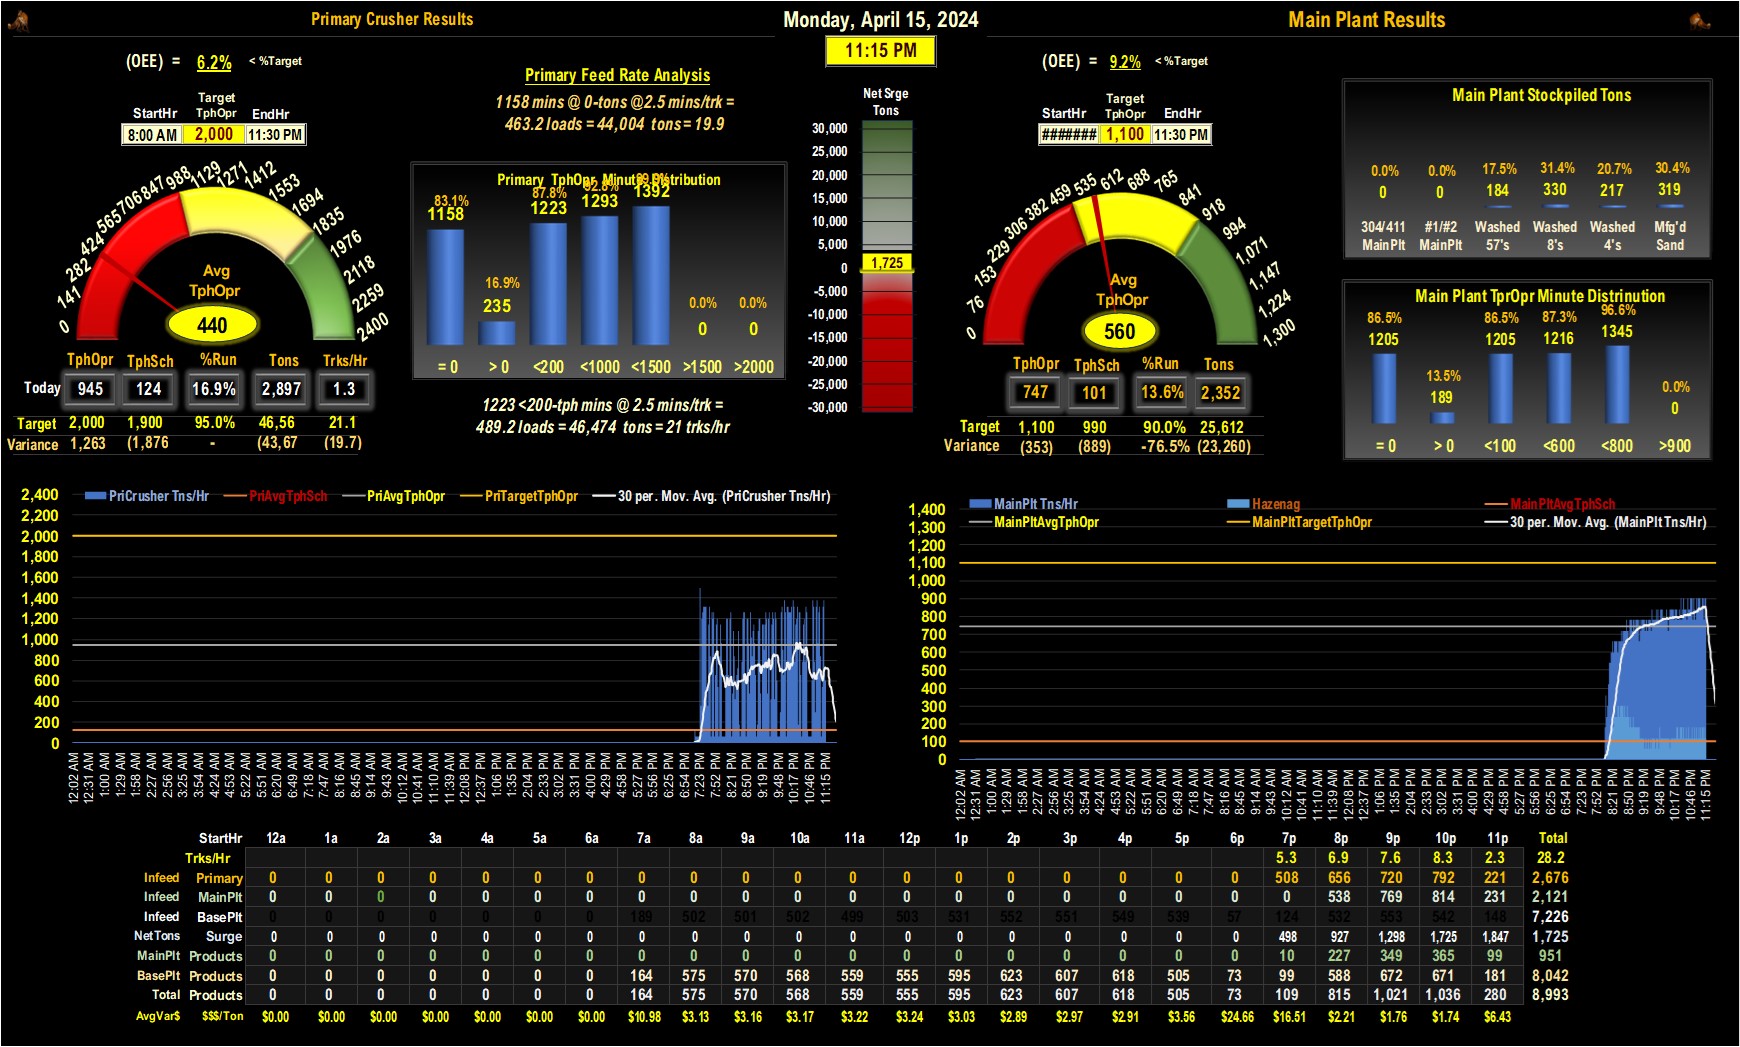 Primary Crusher Results
Monday, April 15, 2024
Main Plant Results
11:15 PM
(OEE) = 6.2% < %Target
StartHr Target TphOpr EndHr
8:00 AM 2,000 11:30 PM
0 141 282 424 565 706 847 988 1129 1271 1412 1553 1694 1835 1976 2118 2259 2400
Avg
TphOpr
440
TphOpr TphSch %Run Tons Trks/Hr
Today 945 124 16.9% 2,897 1.3
Target 2,000 1,900 95.0% 46,56 21.1
Variance 1,263 (1,876 - (43,67 (19.7)
Primary Feed Rate Analysis
1158 mins @ 0-tons @2.5 mins/trk =
463.2 loads = 44,004 tons = 19.9
Primary TphOpr Minute Distribution
83.1% 16.9% 87.8% 92.8% 99.9% 0.0% 0.0%
1158 235 1223 1293 1392 0 0
= 0 > 0 <200 <1000 <1500 >1500 >2000
1223 <200-tph mins @ 2.5 mins/trk =
489.2 loads = 46,474 tons = 21 trks/hr
Net Srge
Tons
30,000
25,000
20,000
15,000
10,000
5,000
0
1,725
-5,000
-10,000
-15,000
-20,000
-25,000
-30,000
(OEE) = 9.2% < %Target
StartHr Target TphOpr EndHr
####### 1,100 11:30 PM
0 76 153 229 306 382 459 535 612 688 765 841 918 994 1,071 1,147 1,224 1,300
Avg
TphOpr
560
TphOpr TphSch %Run Tons
747 101 13.6% 2,352
Target 1,100 990 90.0% 25,612
Variance (353) (889) -76.5% (23,260)
Main Plant Stockpiled Tons
0.0% 0.0% 17.5% 31.4% 20.7% 30.4%
0 0 184 330 217 319
304/411 #1/#2 Washed Washed Washed Mfg'd
MainPlt MainPlt 57's 8's 4's Sand
Main Plant TprOpr Minute Distrinution
86.5% 13.5% 86.5% 87.3% 96.6% 0.0%
1205 189 1205 1216 1345 0
= 0 > 0 <100 <600 <800 >900
PriCrusher Tns/Hr PriAvgTphSch PriAvgTphOpr PriTargetTphOpr 30 per. Mov. Avg. (PriCrusher Tns/Hr)
2,400
2,200
2,000
1,800
1,600
1,400
1,200
1,000
800
600
400
200
0
12:02 AM 12:31 AM 1:00 AM 1:29 AM 1:58 AM 2:27 AM 2:56 AM 3:25 AM 3:54 AM 4:24 AM 4:53 AM 5:22 AM 5:51 AM 6:20 AM 6:49 AM 7:18 AM 7:47 AM 8:16 AM 8:45 AM 9:14 AM 9:43 AM 10:12 AM 10:41 AM 11:10 AM 11:39 AM 12:08 PM 12:37 PM 1:06 PM 1:35 PM 2:04 PM 2:33 PM 3:02 PM 3:31 PM 4:00 PM 4:29 PM 4:58 PM 5:27 PM 5:56 PM 6:25 PM 6:54 PM 7:23 PM 7:52 PM 8:21 PM 8:50 PM 9:19 PM 9:48 PM 10:17 PM 10:46 PM 11:15 PM
MainPlt Tns/Hr Hazenag MainPltAvgTphSch
MainPltAvgTphOpr MainPltTargetTphOpr 30 per. Mov. Avg. (MainPlt Tns/Hr)
1,400
1,300
1,200
1,100
1,000
900
800
700
600
500
400
300
200
100
0
12:02 AM 12:31 AM 1:00 AM 1:29 AM 1:58 AM 2:27 AM 2:56 AM 3:25 AM 3:54 AM 4:24 AM 4:53 AM 5:22 AM 5:51 AM 6:20 AM 6:49 AM 7:18 AM 7:47 AM 8:16 AM 8:45 AM 9:14 AM 9:43 AM 10:12 AM 10:41 AM 11:10 AM 11:39 AM 12:08 PM 12:37 PM 1:06 PM 1:35 PM 2:04 PM 2:33 PM 3:02 PM 3:31 PM 4:00 PM 4:29 PM 4:58 PM 5:27 PM 5:56 PM 6:25 PM 6:54 PM 7:23 PM 7:52 PM 8:21 PM 8:50 PM 9:19 PM 9:48 PM 10:17 PM 10:46 PM 11:15 PM
StartHr 12a 1a 2a 3a 4a 5a 6a 7a 8a 9a 10a 11a 12p 1p 2p 3p 4p 5p 6p 7p 8p 9p 10p 11p Total
Trks/Hr 5.3 6.9 7.6 8.3 2.3 28.2
Infeed Primary 0 0 0 0 0 0 0 0 0 0 0 0 0 0 0 0 0 0 0 508 656 720 792 221 2,676
Infeed MainPlt 0 0 0 0 0 0 0 0 0 0 0 0 0 0 0 0 0 0 0 0 538 769 814 231 2,121
Infeed BasePlt 0 0 0 0 0 0 0 189 502 501 502 499 503 531 552 551 549 539 57 124 532 553 542 148 7,226
NetTons Surge 0 0 0 0 0 0 0 0 0 0 0 0 0 0 0 0 0 0 0 498 927 1,298 1,725 1,847 1,725
MainPlt Products 0 0 0 0 0 0 0 0 0 0 0 0 0 0 0 0 0 0 0 10 227 349 365 99 951
BasePlt Products 0 0 0 0 0 0 0 164 575 570 568 559 555 595 623 607 618 505 73 99 588 672 671 181 8,042
Total Products 0 0 0 0 0 0 0 164 575 570 568 559 555 595 623 607 618 505 73 109 815 1,021 1,036 280 8,993
AvgVar$ $$$/Ton $0.00 $0.00 $0.00 $0.00 $0.00 $0.00 $0.00 $10.98 $3.13 $3.16 $3.17 $3.22 $3.24 $3.03 $2.89 $2.97 $2.91 $3.56 $24.66 $16.51 $2.21 $1.76 $1.74 $6.43